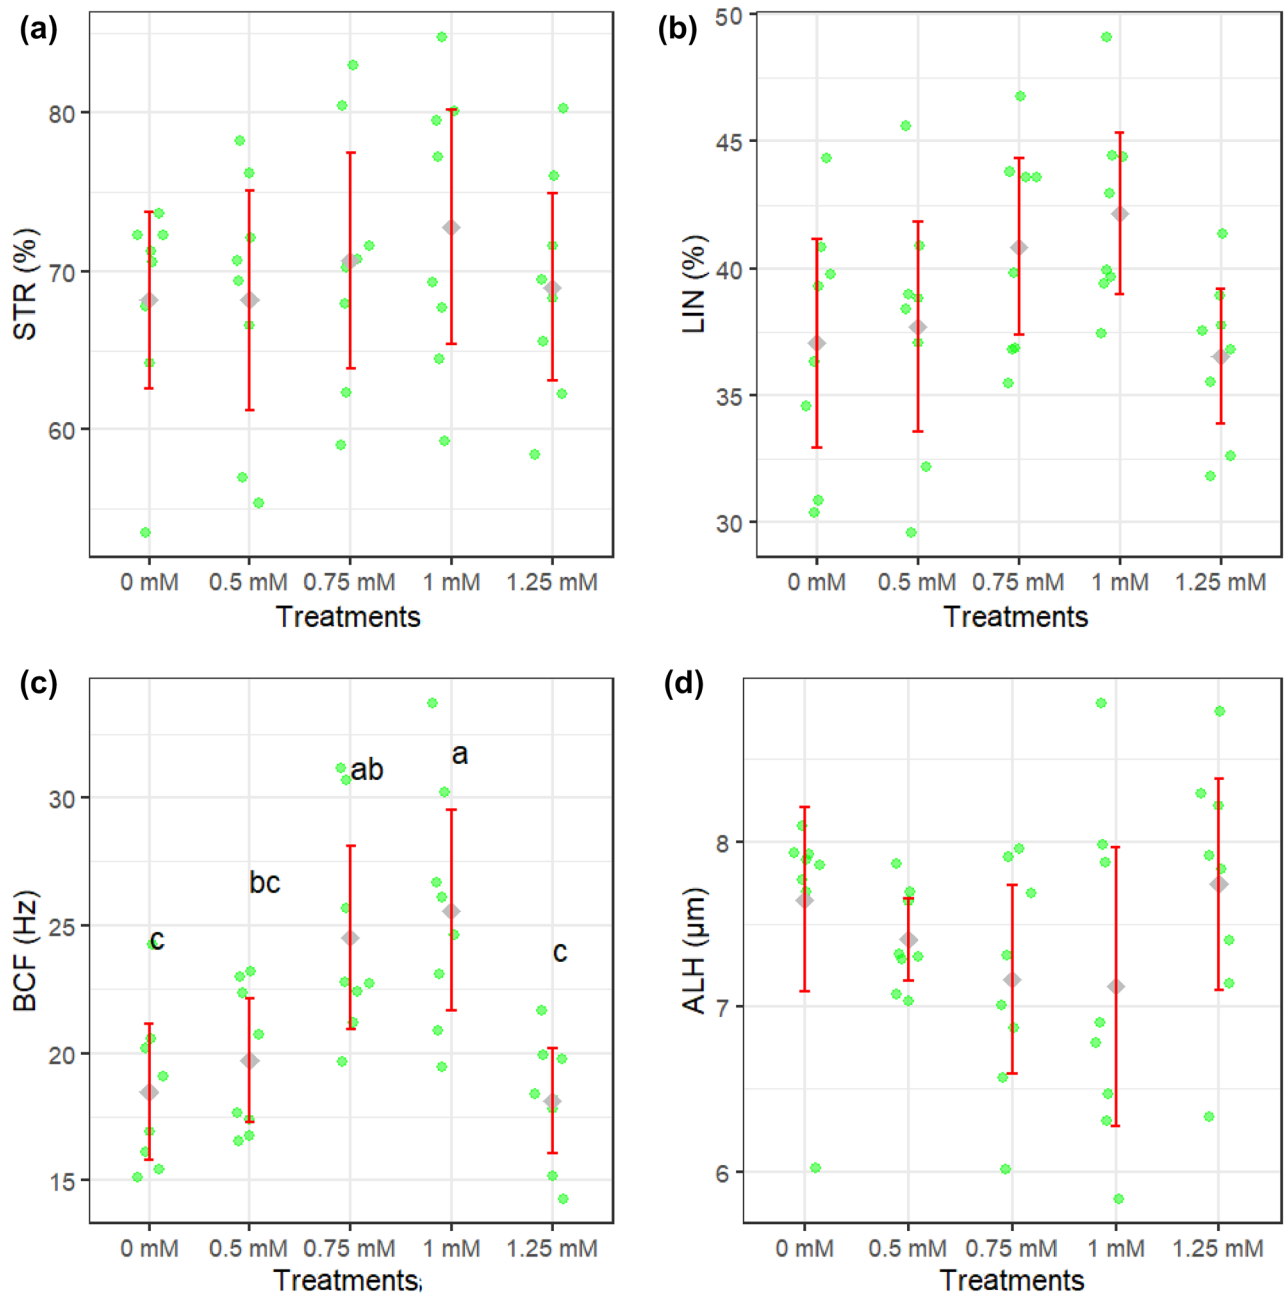 (a)
STR (%)
80
70
60
0 mM 0.5 mM 0.75 mM 1 mM 1.25 mM
Treatments
(b)
LIN (%)
50
45
40
35
30
0 mM 0.5 mM 0.75 mM 1 mM 1.25 mM
Treatments
(c)
BCF (Hz)
30
25
20
15
c
bc
ab
a
c
0 mM 0.5 mM 0.75 mM 1 mM 1.25 mM
Treatments;
(d)
ALH (μm)
8
7
6
0 mM 0.5 mM 0.75 mM 1 mM 1.25 mM
Treatments